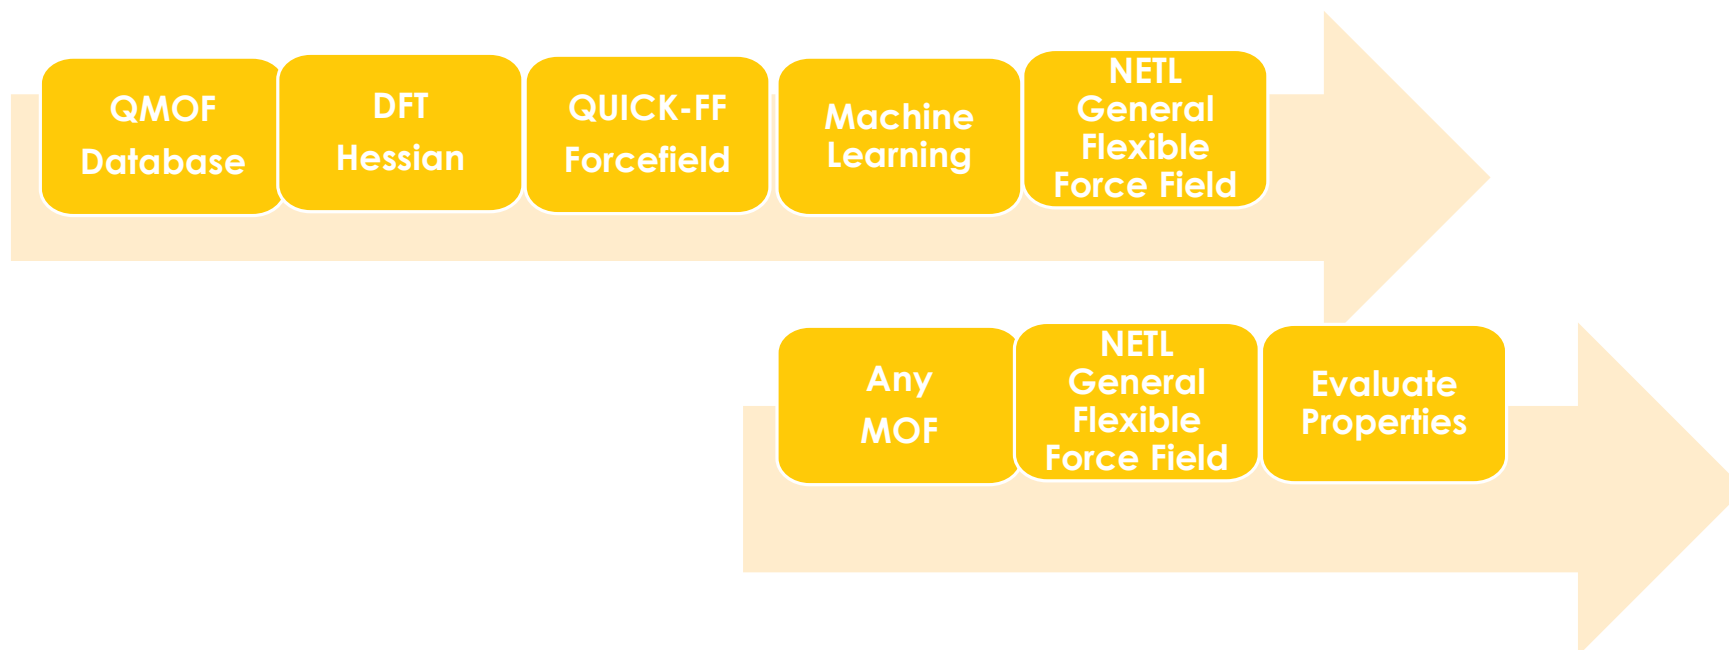 QMOF
Database
DFT
Hessian
QUICK-FF
Forcefield
Machine
Learning
NETL
General
Flexible
Force Field
Any
MOF
NETL
General
Flexible
Force Field
Evaluate
Properties